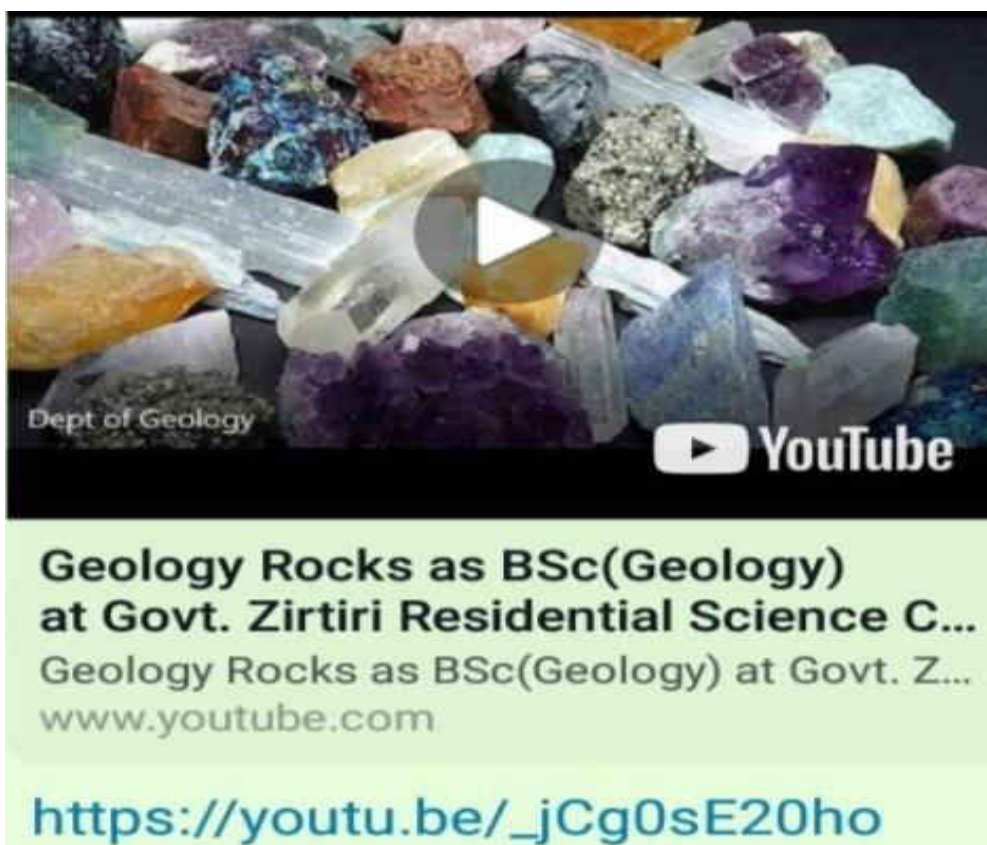 Dept of Geology
YouTube
Geology Rocks as BSc(Geology)
at Govt. Zirtiri Residential Science C...
Geology Rocks as BSc(Geology) at Govt. Z...
www.youtube.com
https://youtu.be/_jCg0sE20ho